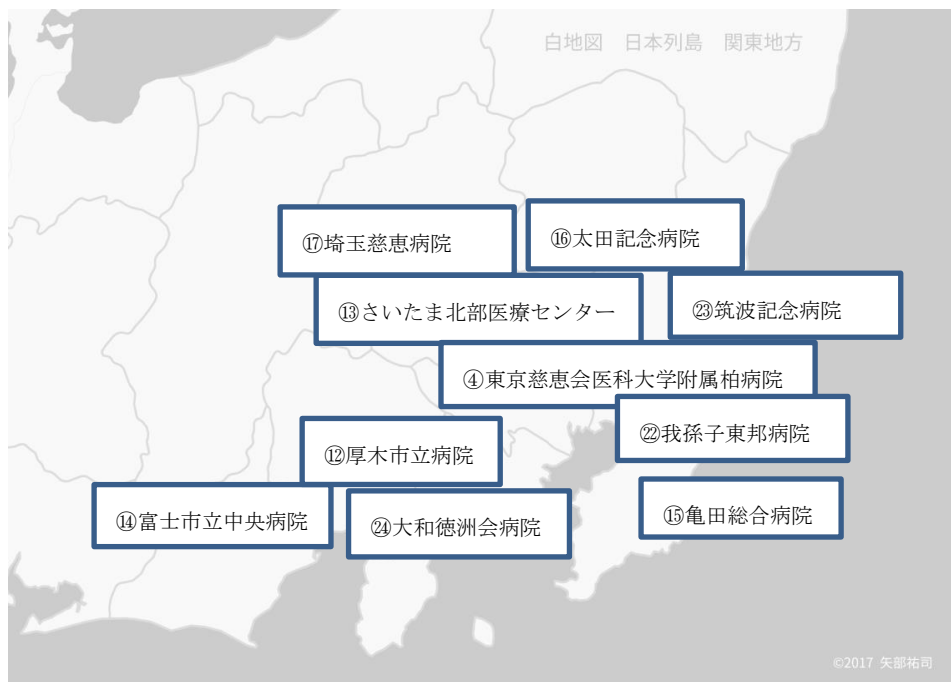 白地図 日本列島 関東地方
⑰埼玉慈恵病院
⑯太田記念病院
⑬さいたま北部医療センター
㉓筑波記念病院
④東京慈恵会医科大学附属柏病院
㉒我孫子東邦病院
⑫厚木市立病院
⑭富士市立中央病院
㉔大和徳洲会病院
⑮亀田総合病院
©2017 矢部祐司